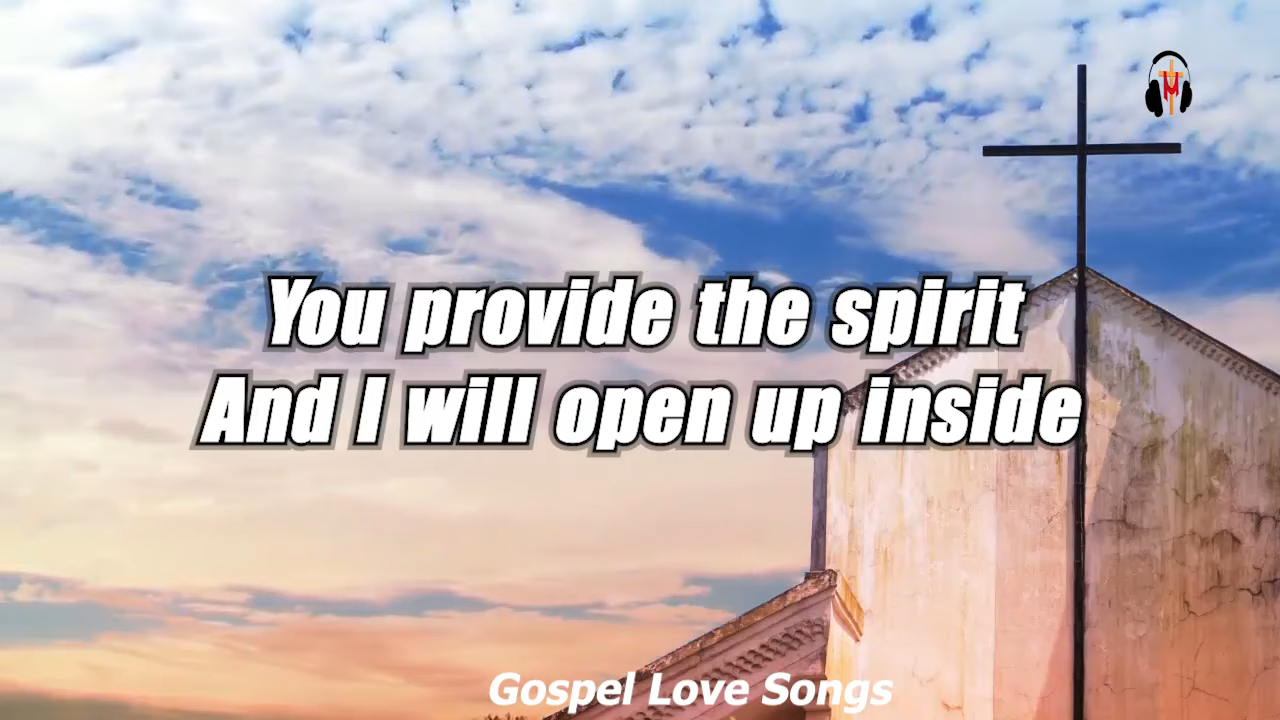 You provide the spirit
And I will open up inside
Gospel Love Songs